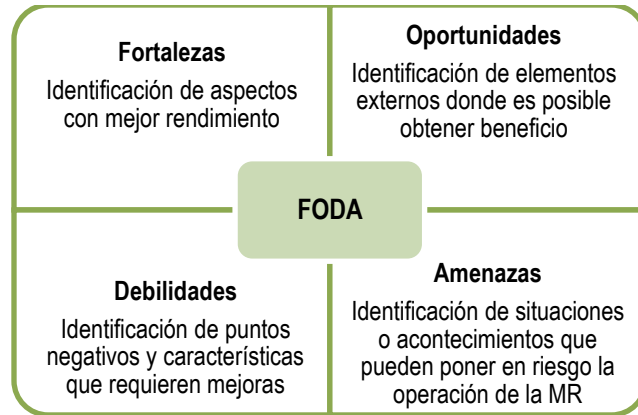 Fortalezas
Identificación de aspectos
con mejor rendimiento
Oportunidades
Identificación de elementos
externos donde es posible
obtener beneficio
FODA
Debilidades
Identificación de puntos
negativos y características
que requieren mejoras
Amenazas
Identificación de situaciones
o acontecimientos que
pueden poner en riesgo la
operación de la MR